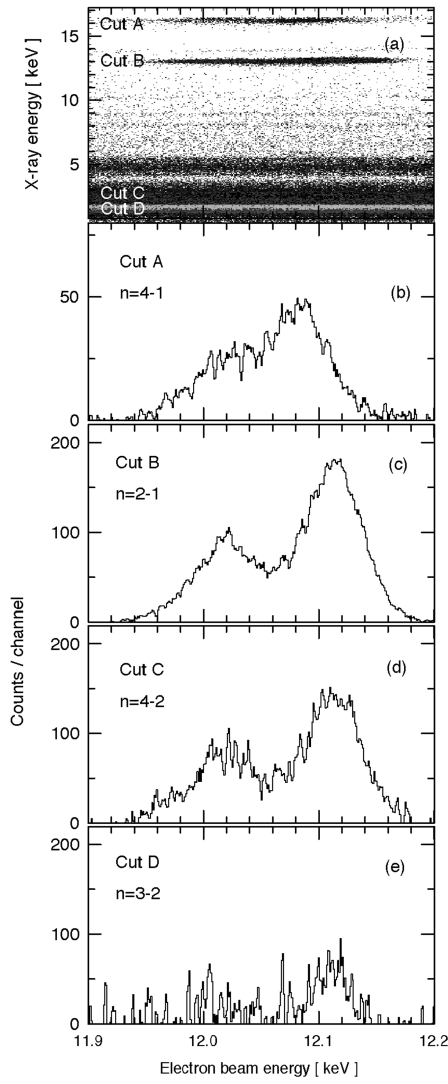 Cut A
(a)
Cut B
Cut C
Cut D
X-ray energy [ keV ]
15
10
5
Cut A
n=4-1
(b)
50
0
Cut B
n=2-1
(c)
200
100
0
Cut C
n=4-2
(d)
200
100
0
Counts / channel
Cut D
n=3-2
(e)
200
100
0
11.9
12.0
12.1
12.2
Electron beam energy [ keV ]